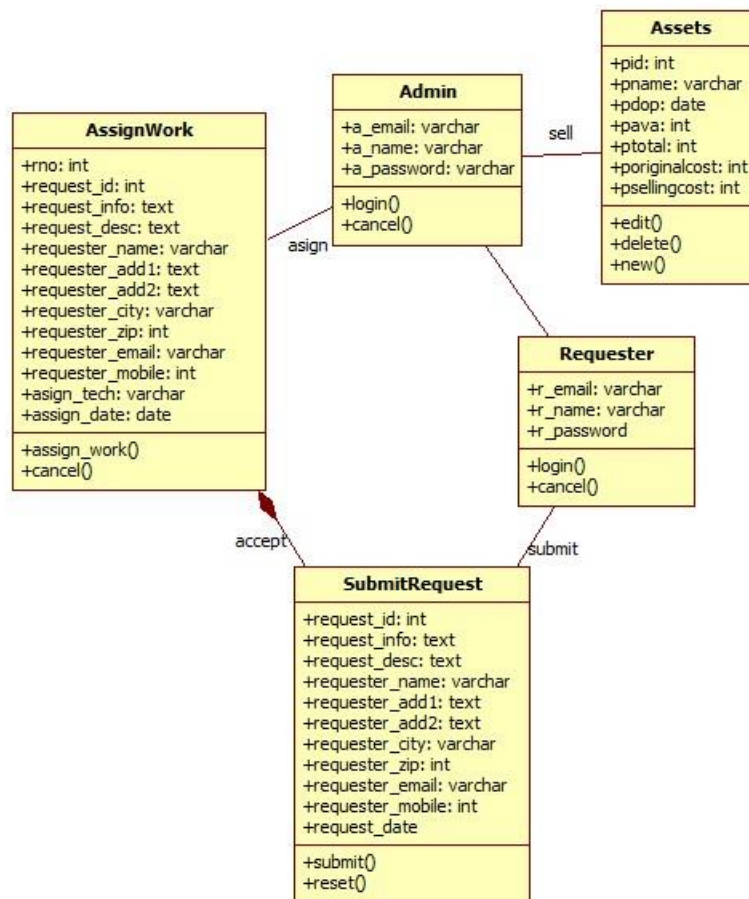 Assets
+pid: int
+pname: varchar
+pdop: date
+pava: int
+ptotal: int
+poriginalcost: int
+psellingcost: int
+edit()
+delete()
+new()
Admin
+a_email: varchar
+a_name: varchar
+a_password: varchar
+login()
+cancel()
sell
AssignWork
+rno: int
+request_id: int
+request_info: text
+request_desc: text
+requester_name: varchar
+requester_add1: text
+requester_add2: text
+requester_city: varchar
+requester_zip: int
+requester_email: varchar
+requester_mobile: int
+asign_tech: varchar
+assign_date: date
+assign_work()
+cancel()
asign
Requester
+r_email: varchar
+r_name: varchar
+r_password
+login()
+cancel()
accept
submit
SubmitRequest
+request_id: int
+request_info: text
+request_desc: text
+requester_name: varchar
+requester_add1: text
+requester_add2: text
+requester_city: varchar
+requester_zip: int
+requester_email: varchar
+requester_mobile: int
+request_date
+submit()
+reset()